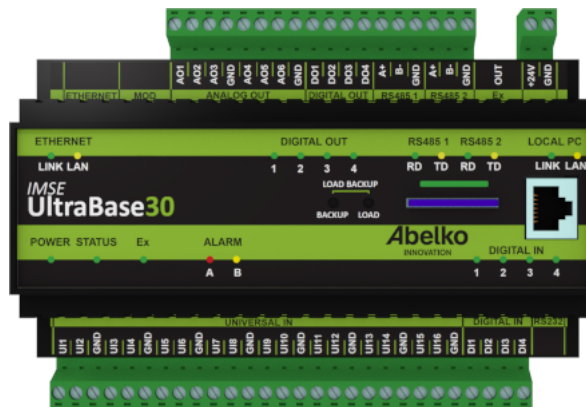 AO1 AO2 AO3 GND AO4 AO5 AO6 GND DO1 DO2 DO3 DO4 A+ B- GND A+ B- GND OUT +24V GND
ETHERNET MOD ANALOG OUT DIGITAL OUT RS485 1 RS485 2 Ex
ETHERNET DIGITAL OUT RS485 1 RS485 2 LOCAL PC
LINK LAN 1 2 3 4 RD TD RD TD LINK LAN
IMSE
UltraBase30
LOAD BACKUP
BACKUP LOAD
Abelko
INNOVATION
POWER STATUS Ex ALARM DIGITAL IN
A B 1 2 3 4
UNIVERSAL IN DIGITAL IN RS232
UI1 UI2 GND UI3 UI4 GND UI5 UI6 GND UI7 UI8 GND UI9 UI10 GND UI11 UI12 GND UI13 UI14 GND UI15 UI16 GND DI1 DI2 DI3 DI4